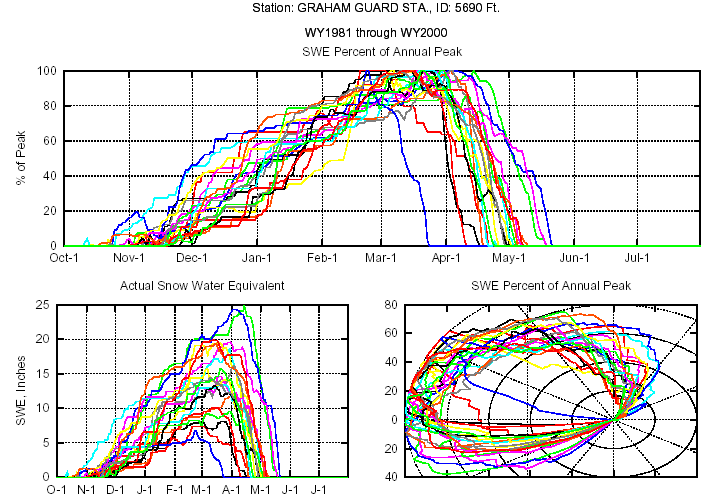 Station: GRAHAM GUARD STA., ID: 5690 Ft.
WY1981 through WY2000
SWE Percent of Annual Peak
% of Peak
100
80
60
40
20
0
Oct-1 Nov-1 Dec-1 Jan-1 Feb-1 Mar-1 Apr-1 May-1 Jun-1 Jul-1
Actual Snow Water Equivalent
SWE, Inches
25
20
15
10
5
0
O-1 N-1 D-1 J-1 F-1 M-1 A-1 M-1 J-1 J-1
SWE Percent of Annual Peak
80
60
40
20
0
20
40